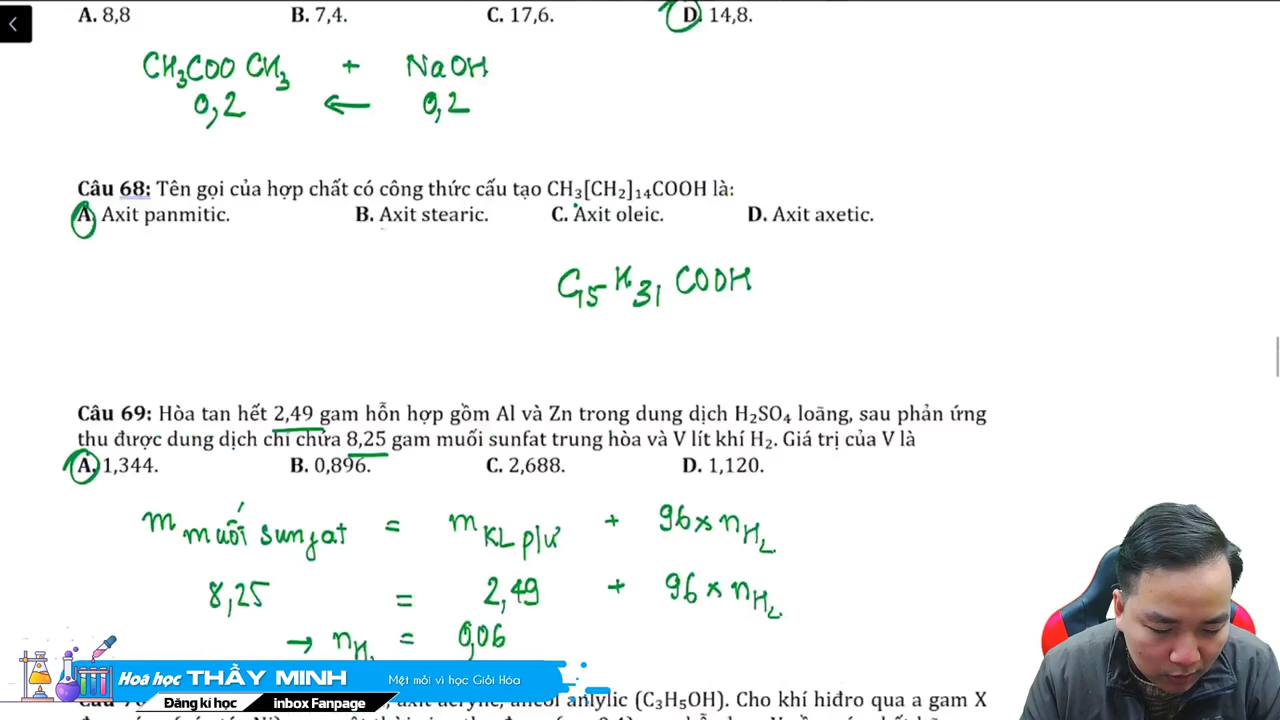 A. 8,8 B. 7,4. C. 17,6. D. 14,8.
CH₃COO CH₃ + NaOH
0,2 ← 0,2
Câu 68: Tên gọi của hợp chất có công thức cấu tạo CH₃[CH₂]₁₄COOH là:
A. Axit panmitic. B. Axit stearic. C. Axit oleic. D. Axit axetic.
C₁₅H₃₁COOH
Câu 69: Hòa tan hết 2,49 gam hỗn hợp gồm Al và Zn trong dung dịch H₂SO₄ loãng, sau phản ứng
thu được dung dịch chỉ chứa 8,25 gam muối sunfat trung hòa và V lít khí H₂. Giá trị của V là
A. 1,344. B. 0,896. C. 2,688. D. 1,120.
m muối sunfat = m KL p/ư + 96 × nH₂
8,25 = 2,49 + 96 × nH₂
→ nH₂ = 0,06
Hoá học THẦY MINH Mệt mỏi vì học Giỏi Hóa
Đăng kí học inbox Fanpage
axit acrylic, ancol anlylic (C₃H₅OH). Cho khí hiđro qua a gam X